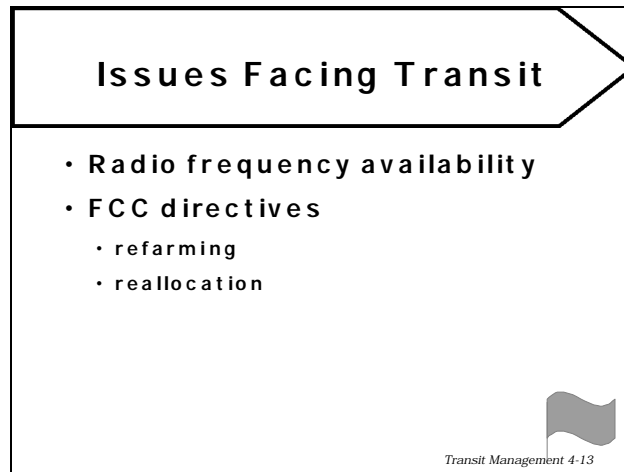 Issues Facing Transit
• Radio frequency availability
• FCC directives
• refarming
• reallocation
Transit Management 4-13